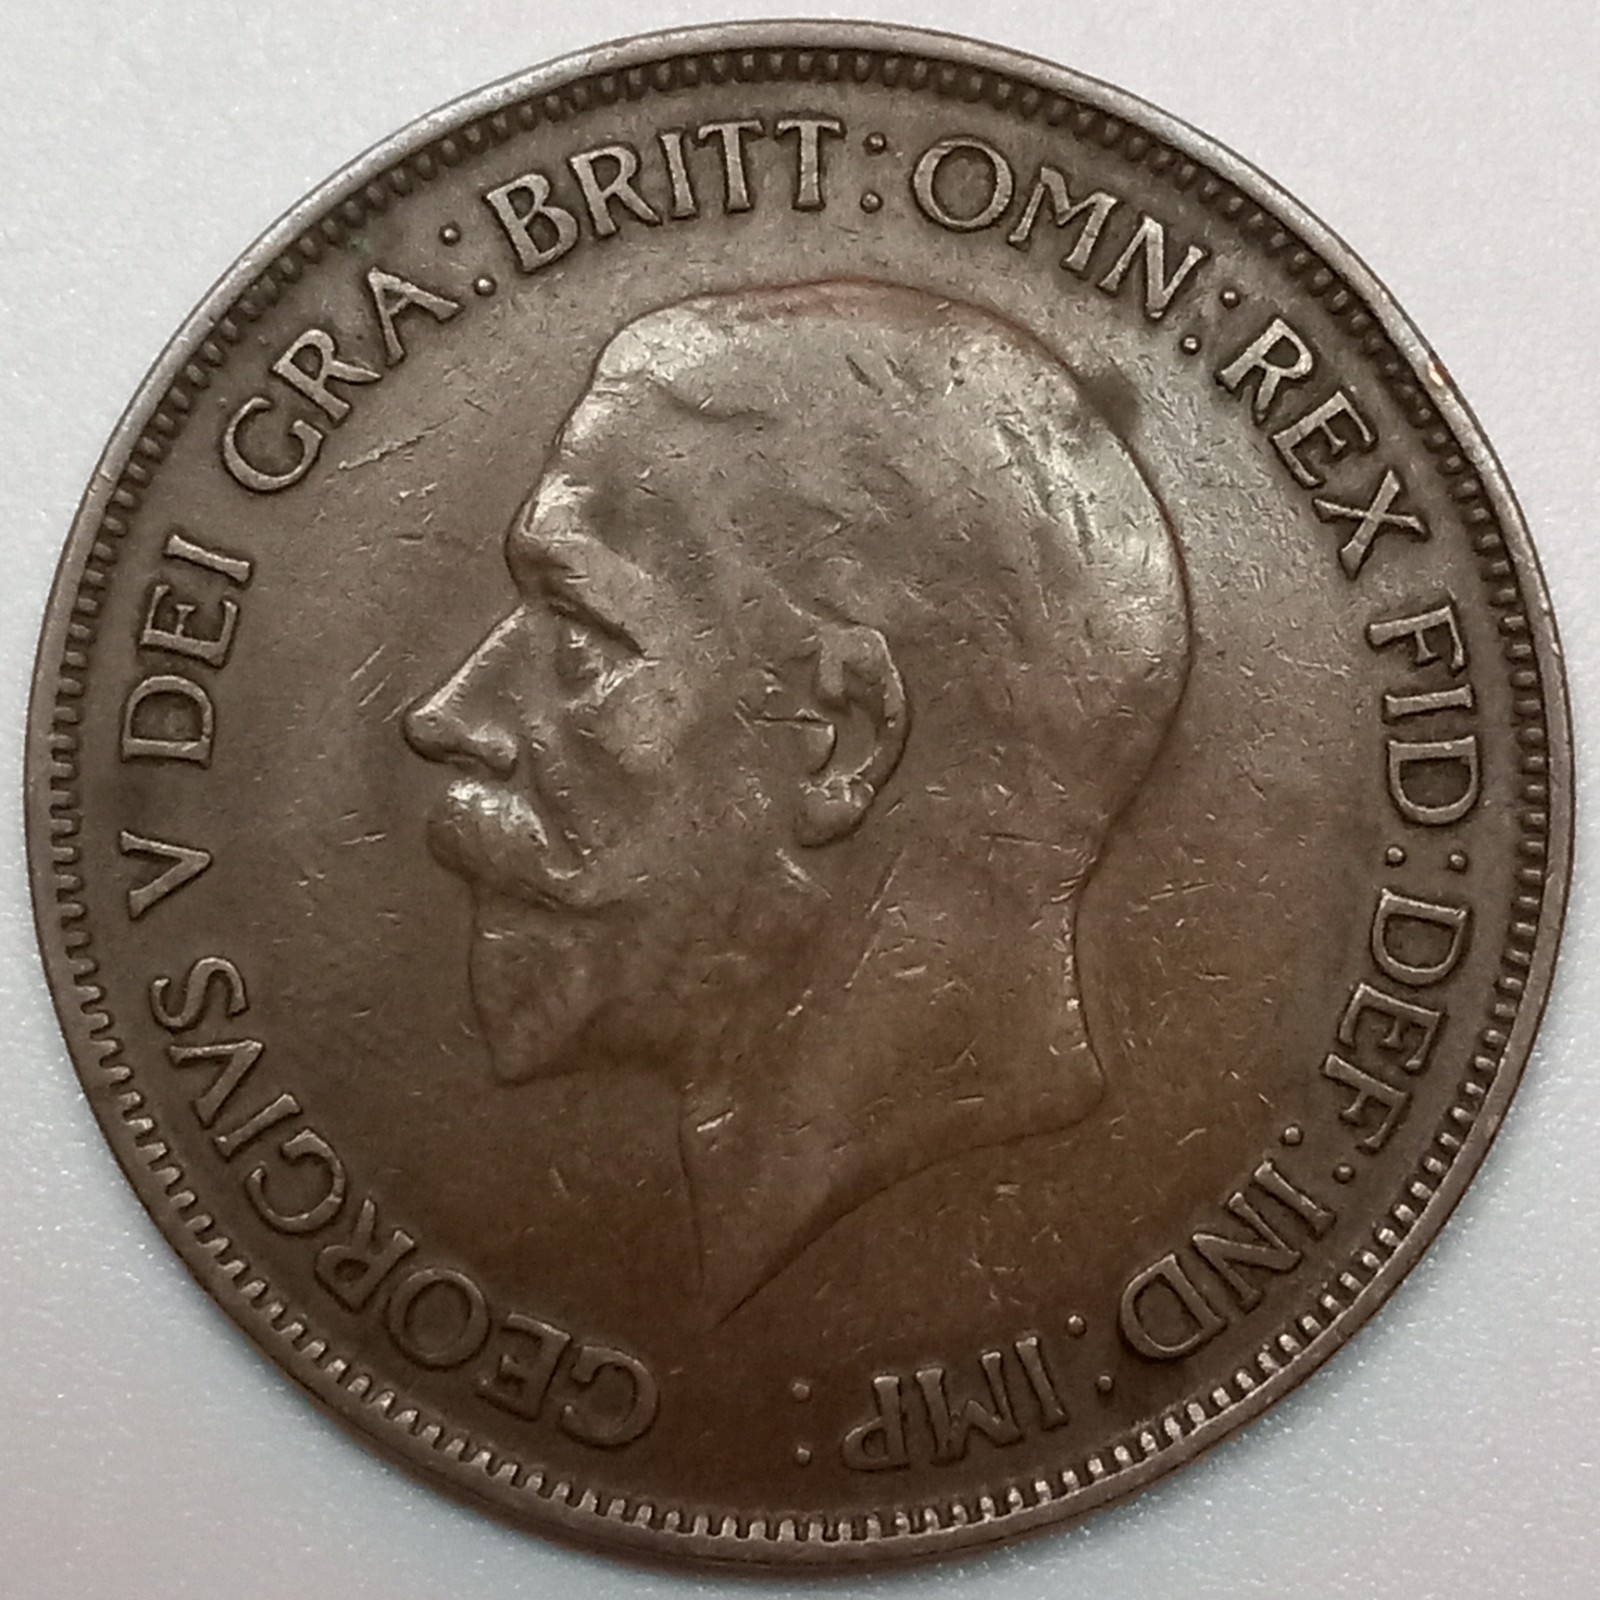 GEORGIVS V DEI GRA: BRITT: OMN: REX FID: DEF: IND: IMP: